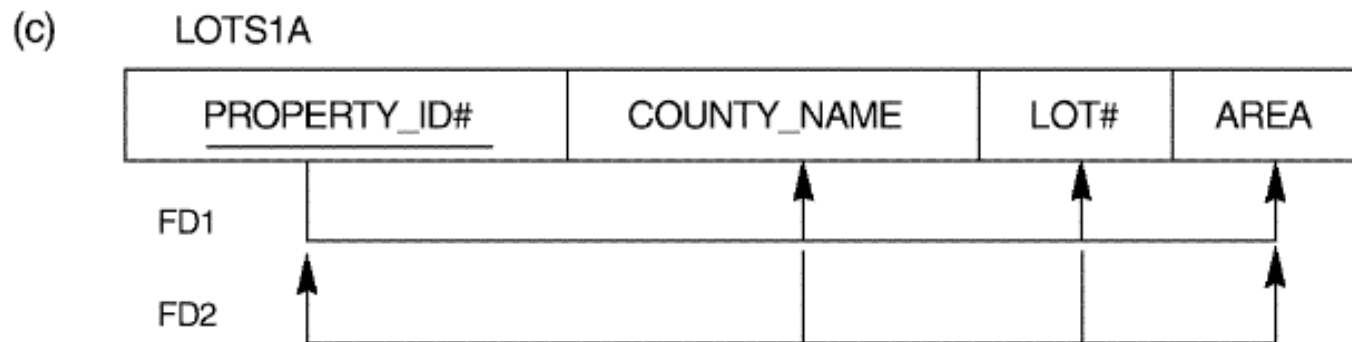 (c) LOTS1A
PROPERTY_ID# COUNTY_NAME LOT# AREA
FD1
FD2